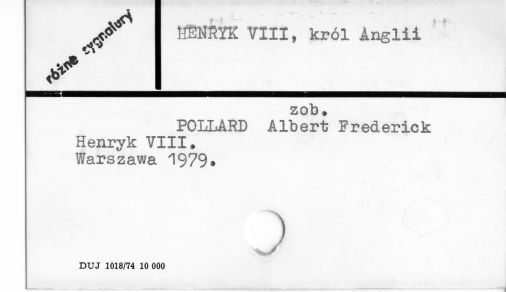 różne sygnatury
HENRYK VIII, król Anglii
zob.
POLLARD Albert Frederick
Henryk VIII.
Warszawa 1979.
DUJ 1018/74 10 000